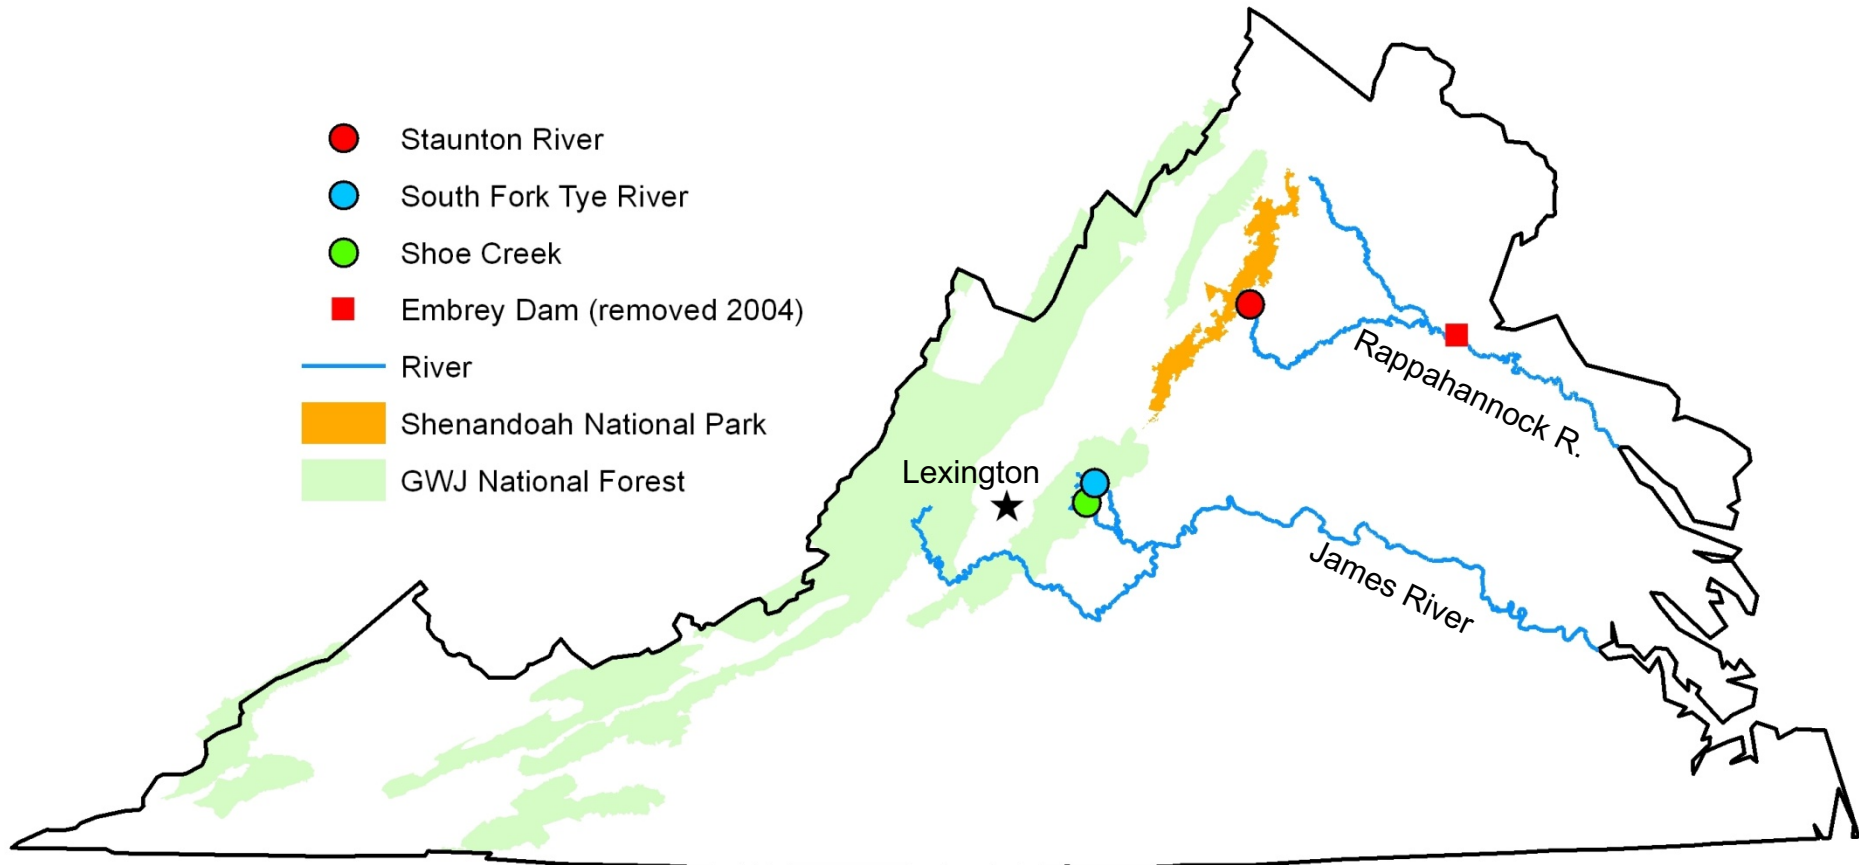 Staunton River
South Fork Tye River
Shoe Creek
Embrey Dam (removed 2004)
River
Shenandoah National Park
GWJ National Forest
Lexington
Rappahannock R.
James River